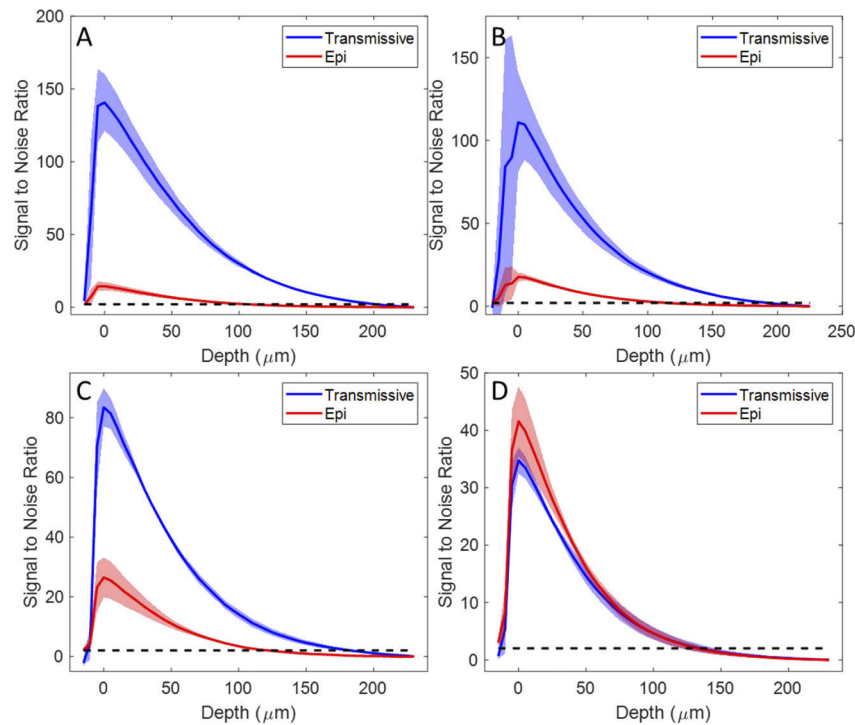 A
Transmissive
Epi
200
150
100
50
0
Signal to Noise Ratio
0 50 100 150 200
Depth (μm)
B
Transmissive
Epi
150
100
50
0
Signal to Noise Ratio
0 50 100 150 200 250
Depth (μm)
C
Transmissive
Epi
80
60
40
20
0
Signal to Noise Ratio
0 50 100 150 200
Depth (μm)
D
Transmissive
Epi
50
40
30
20
10
0
Signal to Noise Ratio
0 50 100 150 200
Depth (μm)